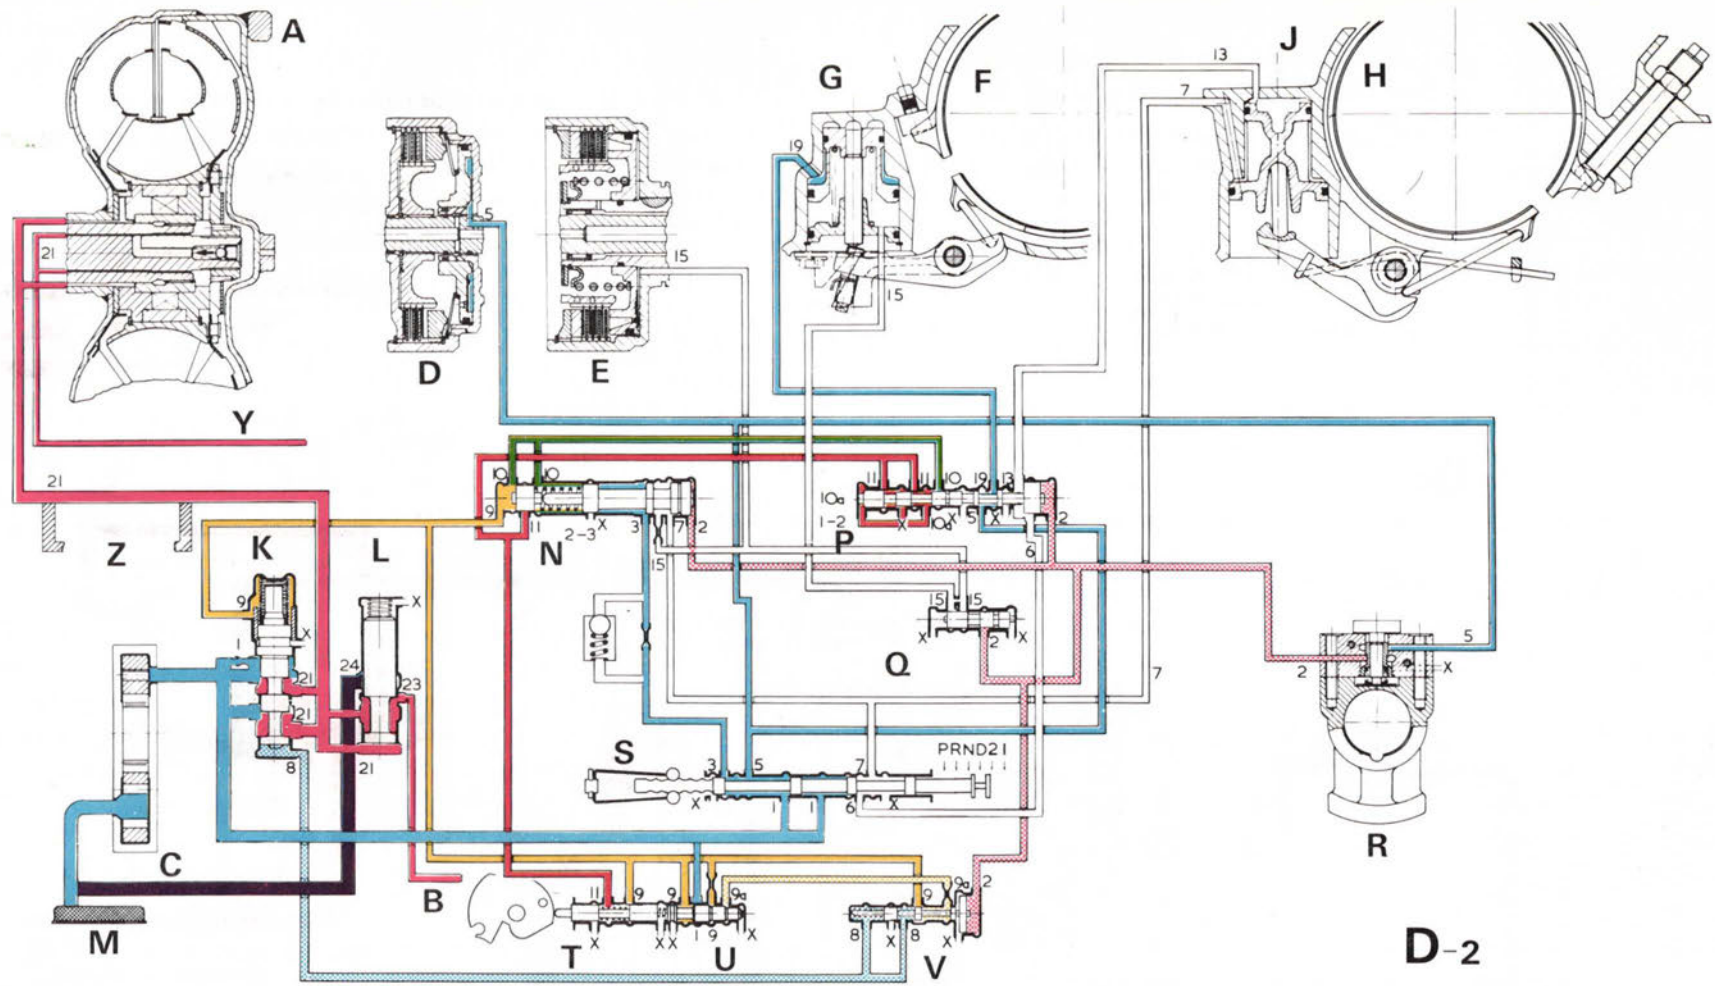 A
G
F
13
J
H
7
19
5
21
15
15
D
E
Y
21
10
10
11
11
10
19
13
Z
K
L
9
11
2-3
X
3
7
2
10a
1-2
X
10a
X
5
X
2
N
P
6
15
9
X
X
15
15
X
2
X
Q
7
5
2
X
1
24
21
23
21
8
21
S
3
5
7
PRND21
X
1
1
6
X
R
C
B
M
11
9
9
9a
9
9a
2
X
X
X
1
9
X
8
X
8
X
T
U
V
D-2